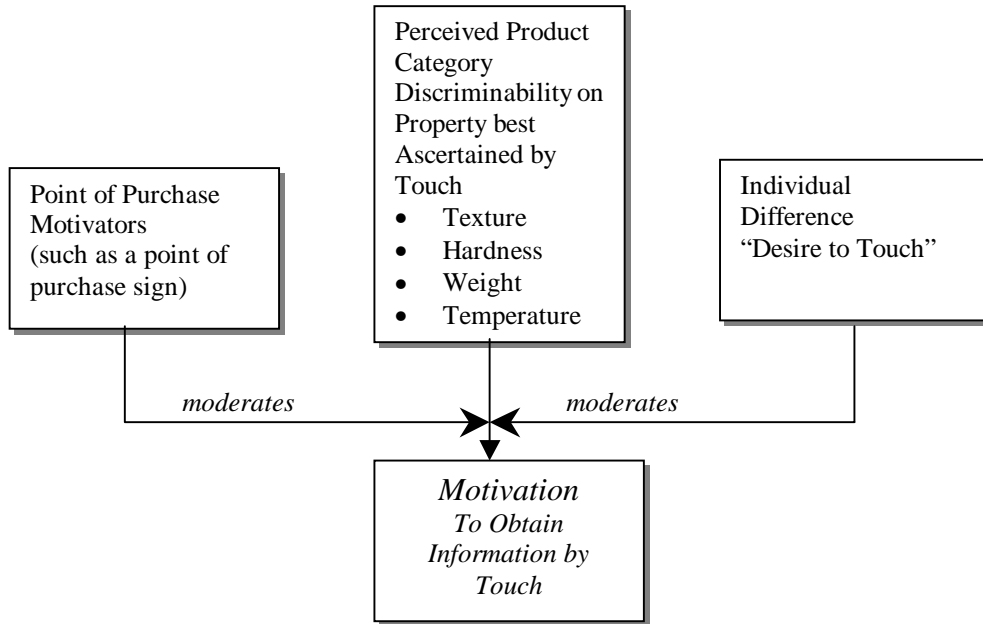 Perceived Product
Category
Discriminability on
Property best
Ascertained by
Touch
• Texture
• Hardness
• Weight
• Temperature
Point of Purchase
Motivators
(such as a point of
purchase sign)
Individual
Difference
“Desire to Touch”
moderates
moderates
Motivation
To Obtain
Information by
Touch